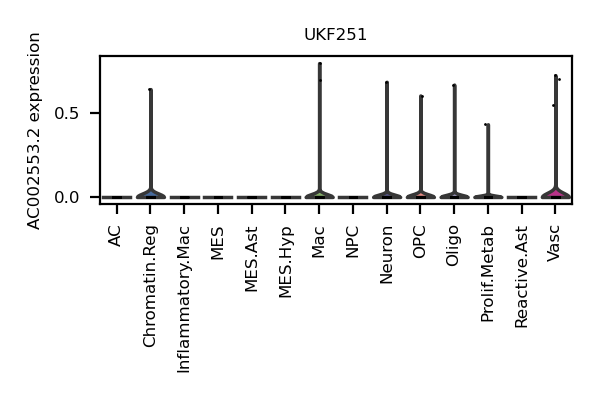 UKF251
AC002553.2 expression
0.5
0.0
AC
Chromatin.Reg
Inflammatory.Mac
MES
MES.Ast
MES.Hyp
Mac
NPC
Neuron
OPC
Oligo
Prolif.Metab
Reactive.Ast
Vasc